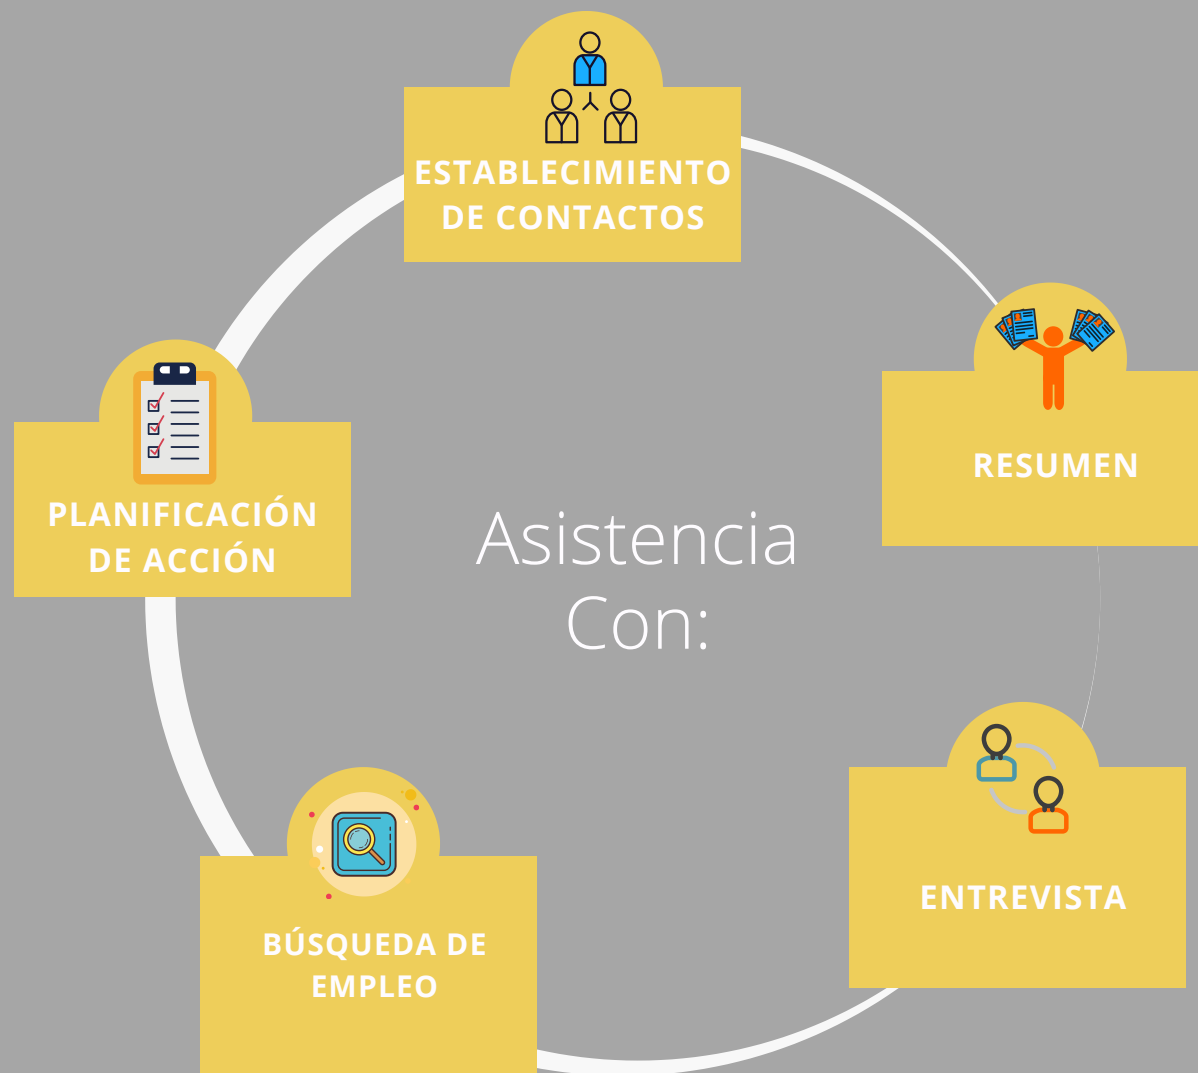 ESTABLECIMIENTO
DE CONTACTOS
RESUMEN
PLANIFICACIÓN
DE ACCIÓN
Asistencia
Con:
ENTREVISTA
BÚSQUEDA DE
EMPLEO